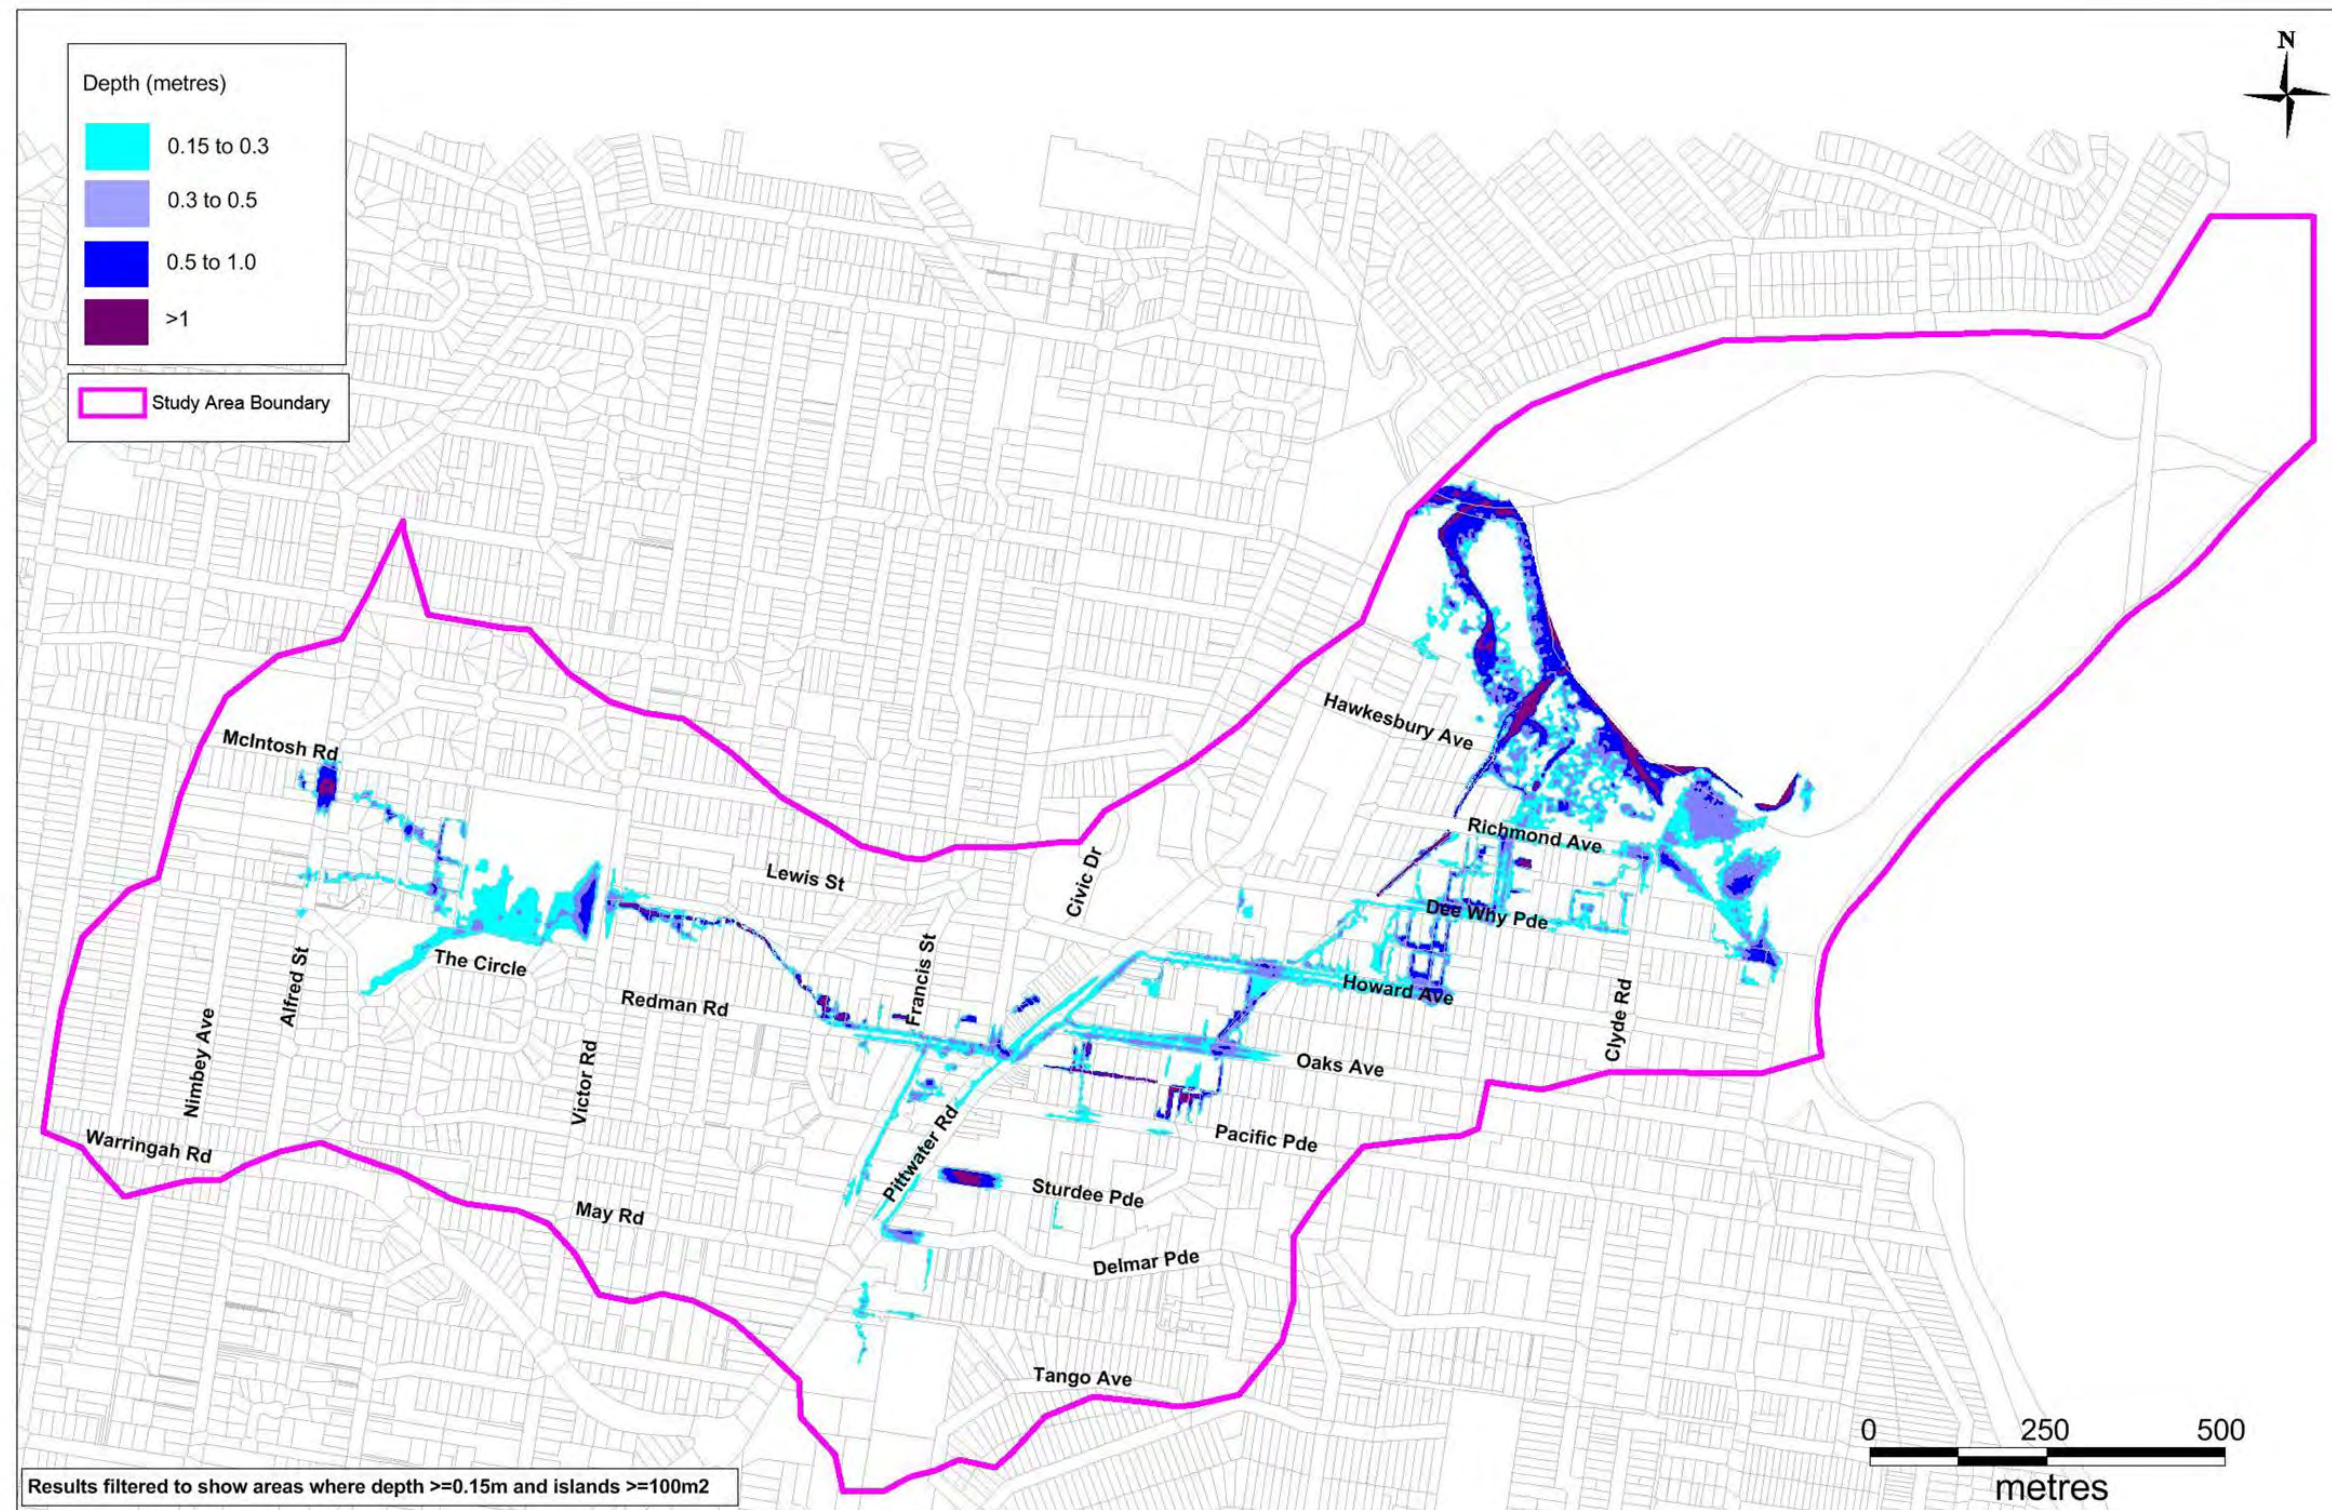 N
Depth (metres)
0.15 to 0.3
0.3 to 0.5
0.5 to 1.0
>1
Study Area Boundary
Hawkesbury Ave
McIntosh Rd
Richmond Ave
Lewis St
Civic Dr
Dee Why Pde
The Circle
Alfred St
Francis St
Howard Ave
Redman Rd
Clyde Rd
Nimbey Ave
Victor Rd
Oaks Ave
Pittwater Rd
Pacific Pde
Warringah Rd
Sturdee Pde
May Rd
Delmar Pde
Tango Ave
0 250 500
metres
Results filtered to show areas where depth >=0.15m and islands >=100m2